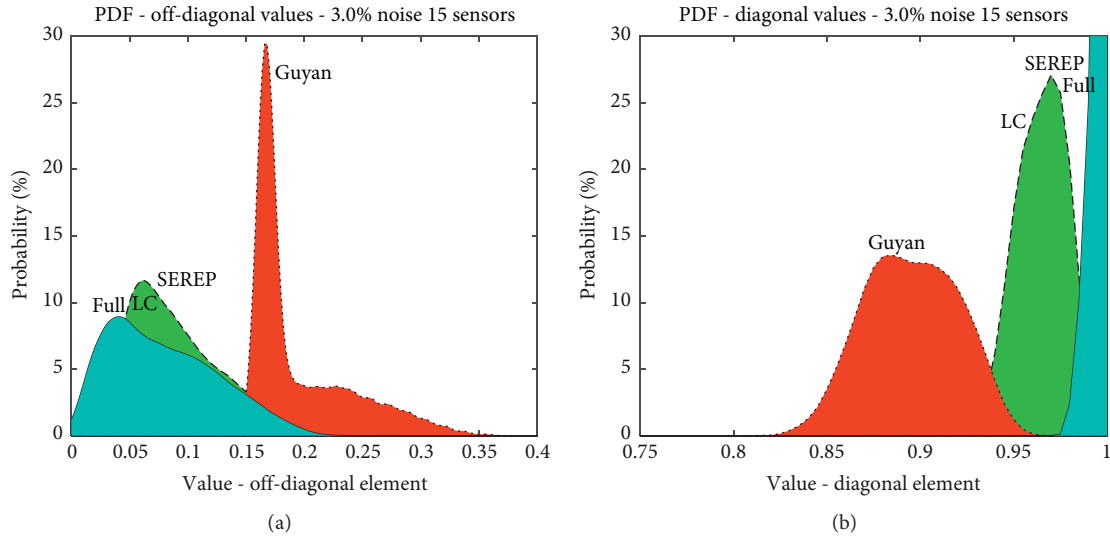 PDF - off-diagonal values - 3.0% noise 15 sensors
30
25
20
15
10
5
0
Probability (%)
Guyan
SEREP
Full
LC
0
0.05
0.1
0.15
0.2
0.25
0.3
0.35
0.4
Value - off-diagonal element
(a)
PDF - diagonal values - 3.0% noise 15 sensors
30
25
20
15
10
5
0
Probability (%)
SEREP
Full
LC
Guyan
0.75
0.8
0.85
0.9
0.95
1
Value - diagonal element
(b)